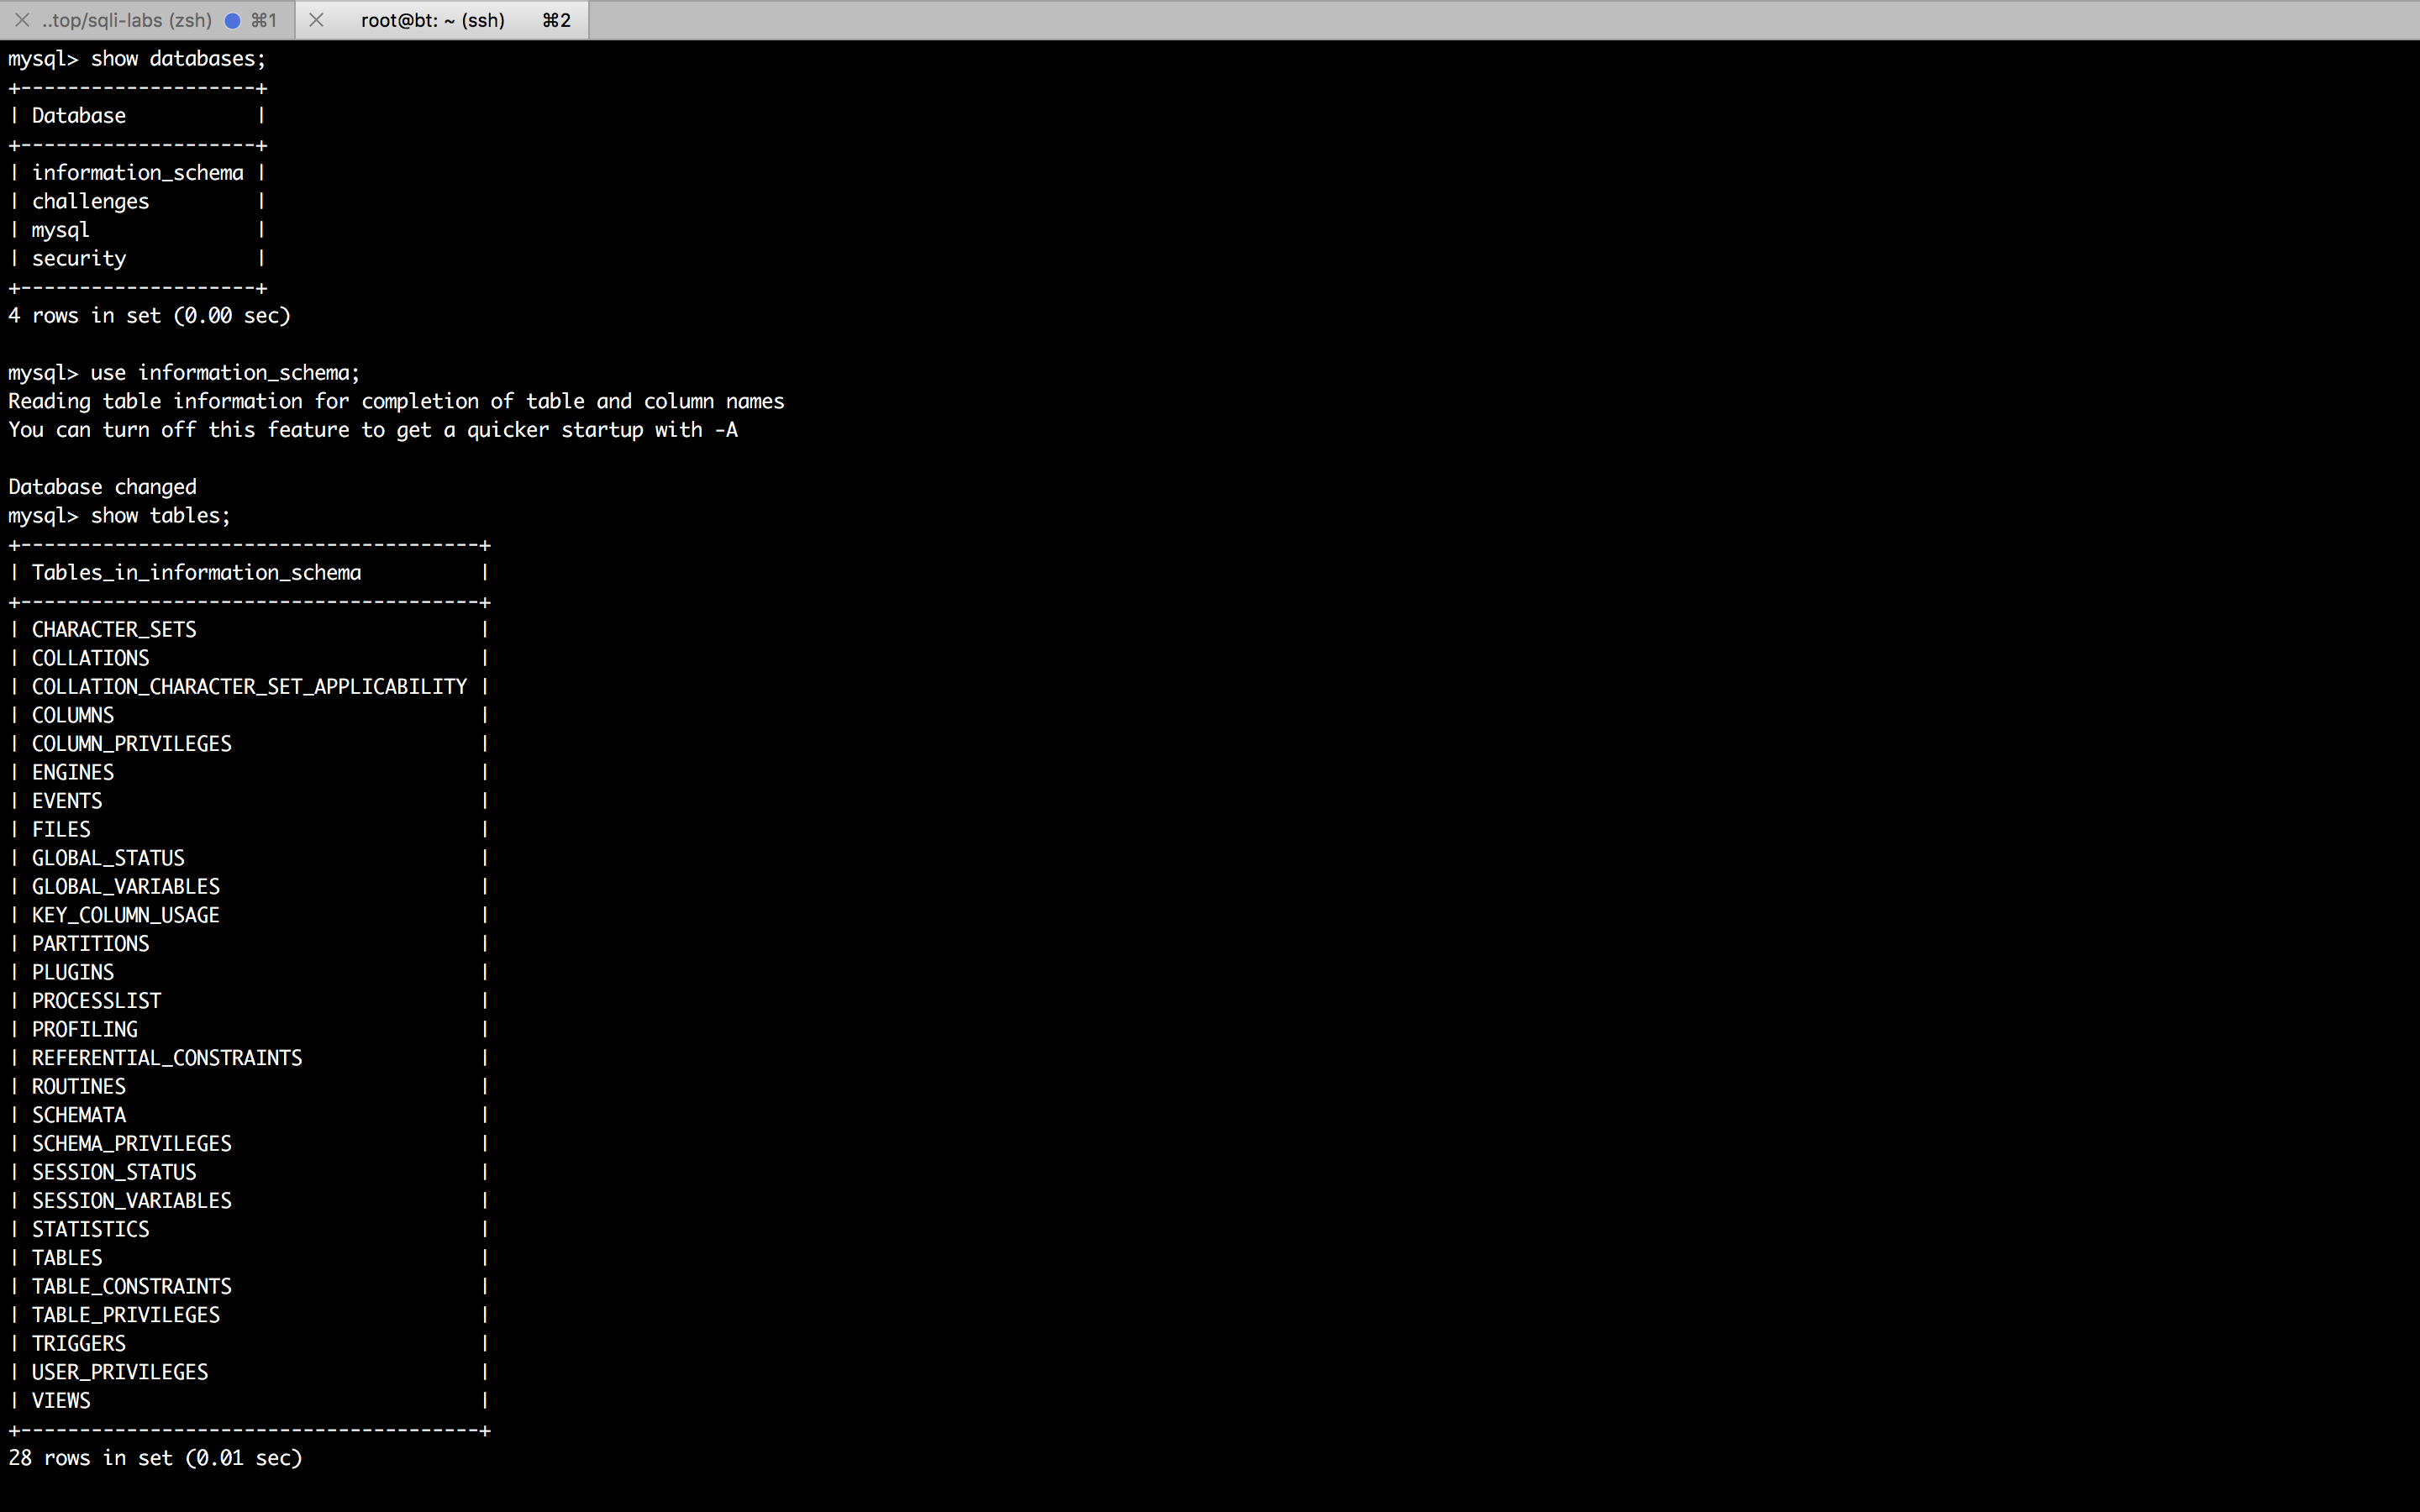 ..top/sqli-labs (zsh) ⌘1 root@bt: ~ (ssh) ⌘2
mysql> show databases;
+--------------------+
| Database           |
+--------------------+
| information_schema |
| challenges         |
| mysql              |
| security           |
+--------------------+
4 rows in set (0.00 sec)

mysql> use information_schema;
Reading table information for completion of table and column names
You can turn off this feature to get a quicker startup with -A

Database changed
mysql> show tables;
+---------------------------------------+
| Tables_in_information_schema          |
+---------------------------------------+
| CHARACTER_SETS                        |
| COLLATIONS                            |
| COLLATION_CHARACTER_SET_APPLICABILITY |
| COLUMNS                               |
| COLUMN_PRIVILEGES                     |
| ENGINES                               |
| EVENTS                                |
| FILES                                 |
| GLOBAL_STATUS                         |
| GLOBAL_VARIABLES                      |
| KEY_COLUMN_USAGE                      |
| PARTITIONS                            |
| PLUGINS                               |
| PROCESSLIST                           |
| PROFILING                             |
| REFERENTIAL_CONSTRAINTS               |
| ROUTINES                              |
| SCHEMATA                              |
| SCHEMA_PRIVILEGES                     |
| SESSION_STATUS                        |
| SESSION_VARIABLES                     |
| STATISTICS                            |
| TABLES                                |
| TABLE_CONSTRAINTS                     |
| TABLE_PRIVILEGES                      |
| TRIGGERS                              |
| USER_PRIVILEGES                       |
| VIEWS                                 |
+---------------------------------------+
28 rows in set (0.01 sec)